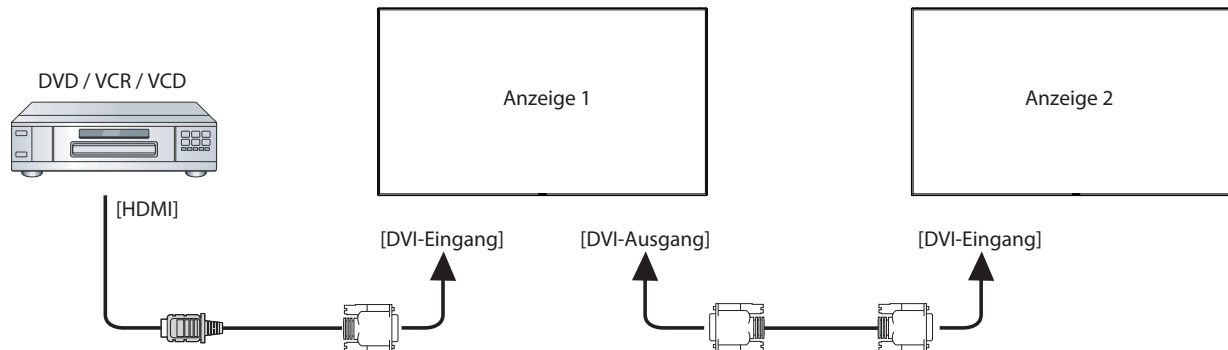 DVD / VCR / VCD
Anzeige 1
Anzeige 2
[HDMI]
[DVI-Eingang]
[DVI-Ausgang]
[DVI-Eingang]